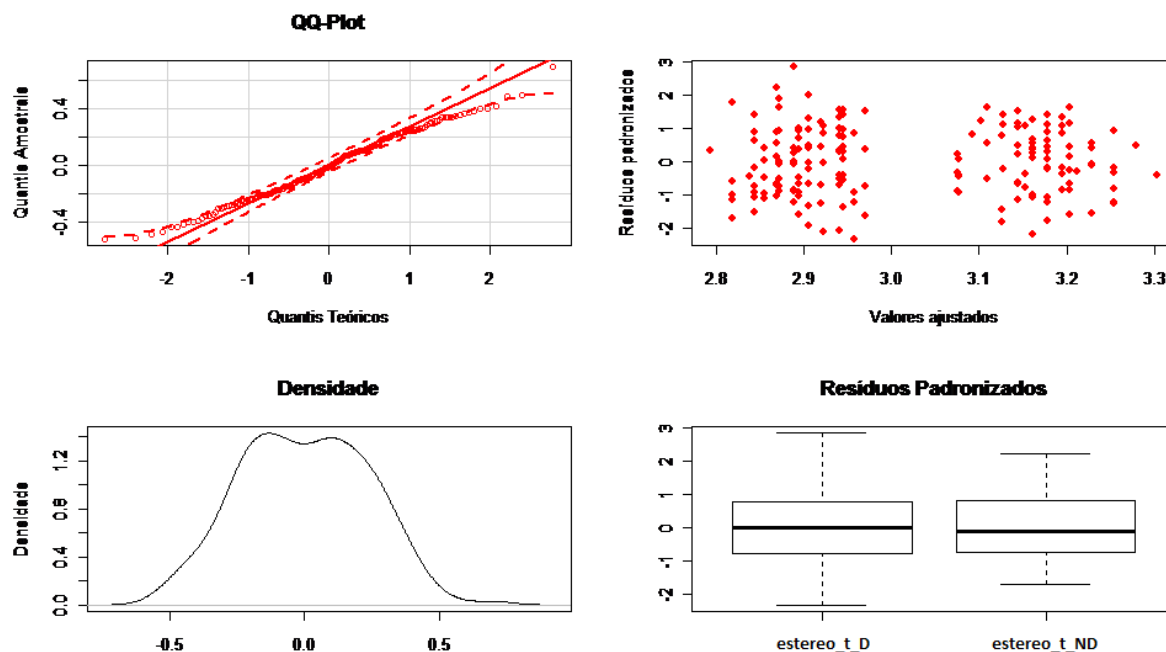 QQ-Plot
Quantis Amostrais
0.4
0.0
-0.4
-2 -1 0 1 2
Quantis Teóricos
Resíduos padronizados
3
2
1
0
-1
-2
2.8 2.9 3.0 3.1 3.2 3.3
Valores ajustados
Densidade
Densidade
1.2
0.8
0.4
0.0
-0.5 0.0 0.5
Resíduos Padronizados
3
2
1
0
-1
-2
estereo_t_D estereo_t_ND